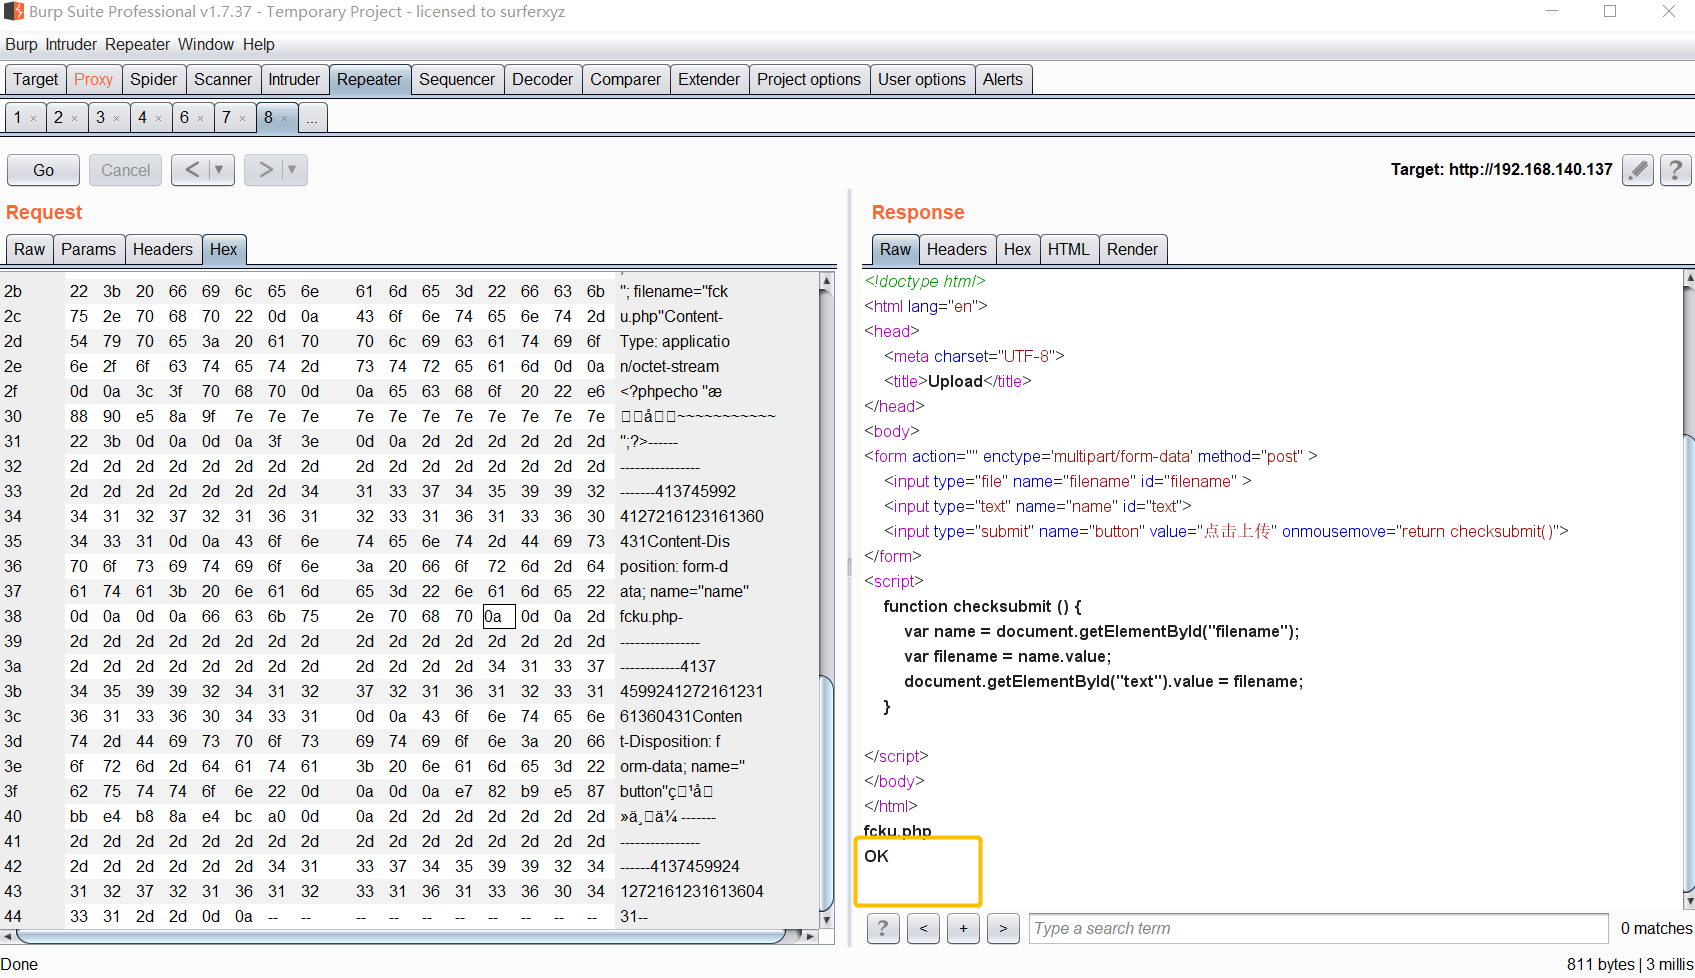 Burp Suite Professional v1.7.37 - Temporary Project - licensed to surferxyz
Burp Intruder Repeater Window Help
Target Proxy Spider Scanner Intruder Repeater Sequencer Decoder Comparer Extender Project options User options Alerts
1 × 2 × 3 × 4 × 6 × 7 × 8 × ...
Go Cancel < ▼ > ▼ Target: http://192.168.140.137 ?
Request
Raw Params Headers Hex
2b 22 3b 20 66 69 6c 65 6e 61 6d 65 3d 22 66 63 6b "; filename="fck
2c 75 2e 70 68 70 22 0d 0a 43 6f 6e 74 65 6e 74 2d u.php"Content-
2d 54 79 70 65 3a 20 61 70 70 6c 69 63 61 74 69 6f Type: applicatio
2e 6e 2f 6f 63 74 65 74 2d 73 74 72 65 61 6d 0d 0a n/octet-stream
2f 0d 0a 3c 3f 70 68 70 0d 0a 65 63 68 6f 20 22 e6 <?phpecho "æ
30 88 90 e5 8a 9f 7e 7e 7e 7e 7e 7e 7e 7e 7e 7e 7e å~~~~~~~~~~~
31 22 3b 0d 0a 0d 0a 3f 3e 0d 0a 2d 2d 2d 2d 2d 2d ";?>------
32 2d 2d 2d 2d 2d 2d 2d 2d 2d 2d 2d 2d 2d 2d 2d 2d ----------------
33 2d 2d 2d 2d 2d 2d 2d 34 31 33 37 34 35 39 39 32 -------413745992
34 34 31 32 37 32 31 36 31 32 33 31 36 31 33 36 30 4127216123161360
35 34 33 31 0d 0a 43 6f 6e 74 65 6e 74 2d 44 69 73 431Content-Dis
36 70 6f 73 69 74 69 6f 6e 3a 20 66 6f 72 6d 2d 64 position: form-d
37 61 74 61 3b 20 6e 61 6d 65 3d 22 6e 61 6d 65 22 ata; name="name"
38 0d 0a 0d 0a 66 63 6b 75 2e 70 68 70 0a 0d 0a 2d fcku.php-
39 2d 2d 2d 2d 2d 2d 2d 2d 2d 2d 2d 2d 2d 2d 2d 2d ----------------
3a 2d 2d 2d 2d 2d 2d 2d 2d 2d 2d 2d 2d 34 31 33 37 ------------4137
3b 34 35 39 39 32 34 31 32 37 32 31 36 31 32 33 31 4599241272161231
3c 36 31 33 36 30 34 33 31 0d 0a 43 6f 6e 74 65 6e 61360431Conten
3d 74 2d 44 69 73 70 6f 73 69 74 69 6f 6e 3a 20 66 t-Disposition: f
3e 6f 72 6d 2d 64 61 74 61 3b 20 6e 61 6d 65 3d 22 orm-data; name="
3f 62 75 74 74 6f 6e 22 0d 0a 0d 0a e7 82 b9 e5 87 button"ç¹å
40 bb e4 b8 8a e4 bc a0 0d 0a 2d 2d 2d 2d 2d 2d 2d »ä¸ä¼ -------
41 2d 2d 2d 2d 2d 2d 2d 2d 2d 2d 2d 2d 2d 2d 2d 2d ----------------
42 2d 2d 2d 2d 2d 2d 34 31 33 37 34 35 39 39 32 34 ------4137459924
43 31 32 37 32 31 36 31 32 33 31 36 31 33 36 30 34 1272161231613604
44 33 31 2d 2d 0d 0a -- -- -- -- -- -- -- -- -- -- 31--
Response
Raw Headers Hex HTML Render
<!doctype html>
<html lang="en">
<head>
<meta charset="UTF-8">
<title>Upload</title>
</head>
<body>
<form action="" enctype='multipart/form-data' method="post" >
<input type="file" name="filename" id="filename" >
<input type="text" name="name" id="text">
<input type="submit" name="button" value="点击上传" onmousemove="return checksubmit()">
</form>
<script>
function checksubmit () {
var name = document.getElementById("filename");
var filename = name.value;
document.getElementById("text").value = filename;
}
</script>
</body>
</html>
fcku.php
OK
? < + > Type a search term 0 matches
Done 811 bytes | 3 millis